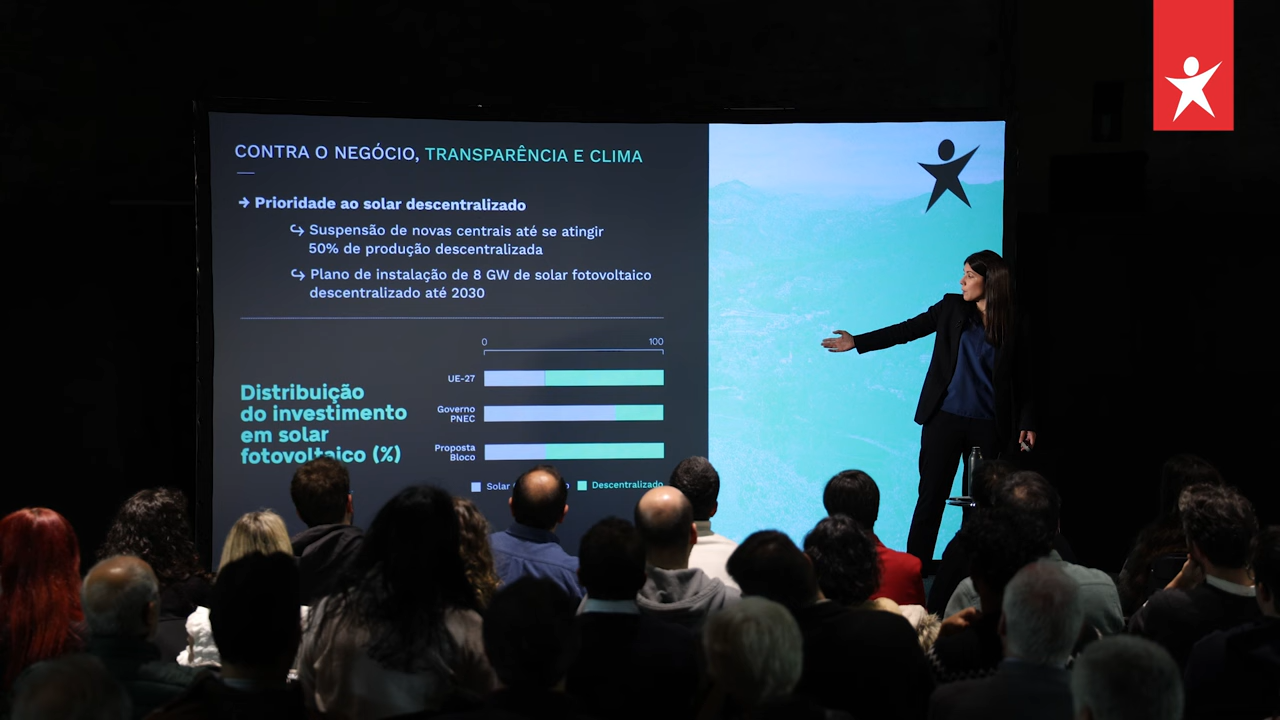 CONTRA O NEGÓCIO, TRANSPARÊNCIA E CLIMA
→ Prioridade ao solar descentralizado
↪ Suspensão de novas centrais até se atingir
50% de produção descentralizada
↪ Plano de instalação de 8 GW de solar fotovoltaico
descentralizado até 2030
0 100
Distribuição
do investimento
em solar
fotovoltaico (%)
UE-27
Governo
PNEC
Proposta
Bloco
Solar
Descentralizado